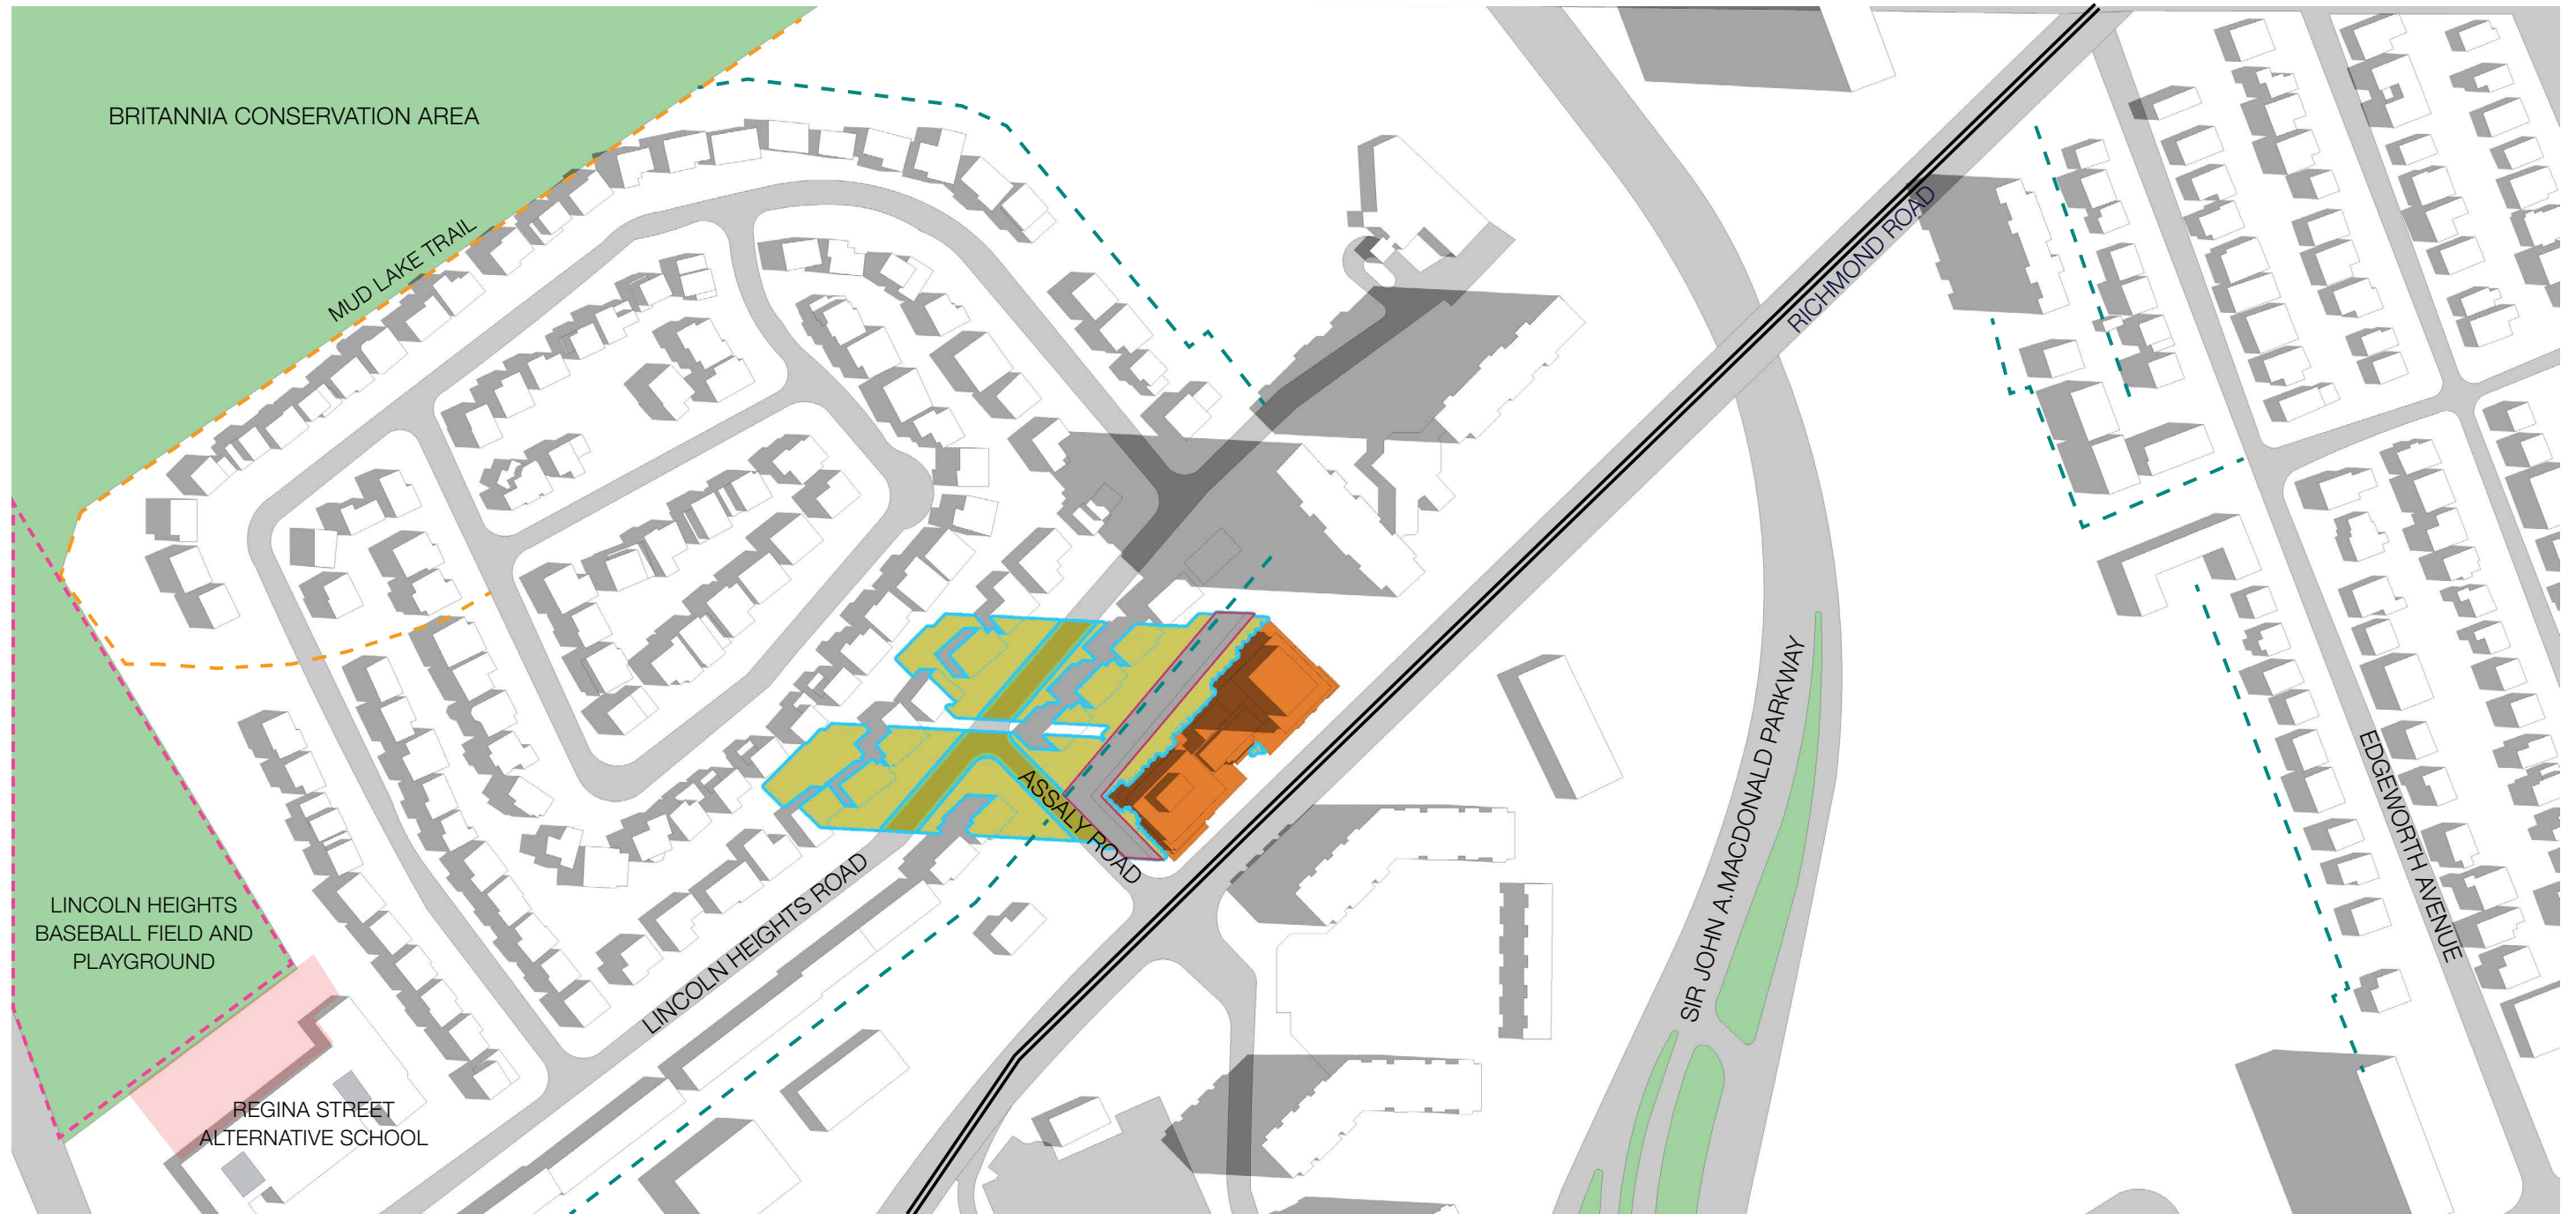 BRITANNIA CONSERVATION AREA
MUD LAKE TRAIL
RICHMOND ROAD
SIR JOHN A.MACDONALD PARKWAY
EDGEWORTH AVENUE
ASSALY ROAD
LINCOLN HEIGHTS ROAD
LINCOLN HEIGHTS
BASEBALL FIELD AND
PLAYGROUND
REGINA STREET
ALTERNATIVE SCHOOL